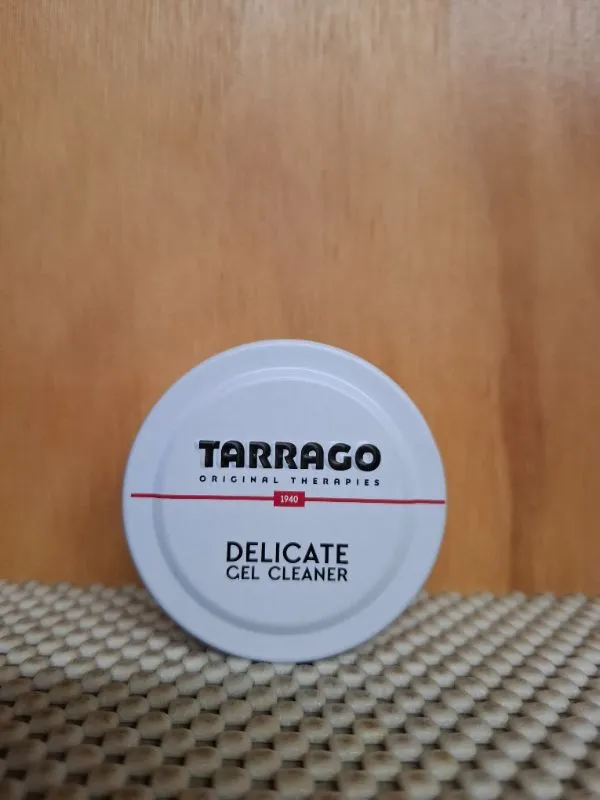 TARRAGO
ORIGINAL THERAPIES
1940
DELICATE
GEL CLEANER